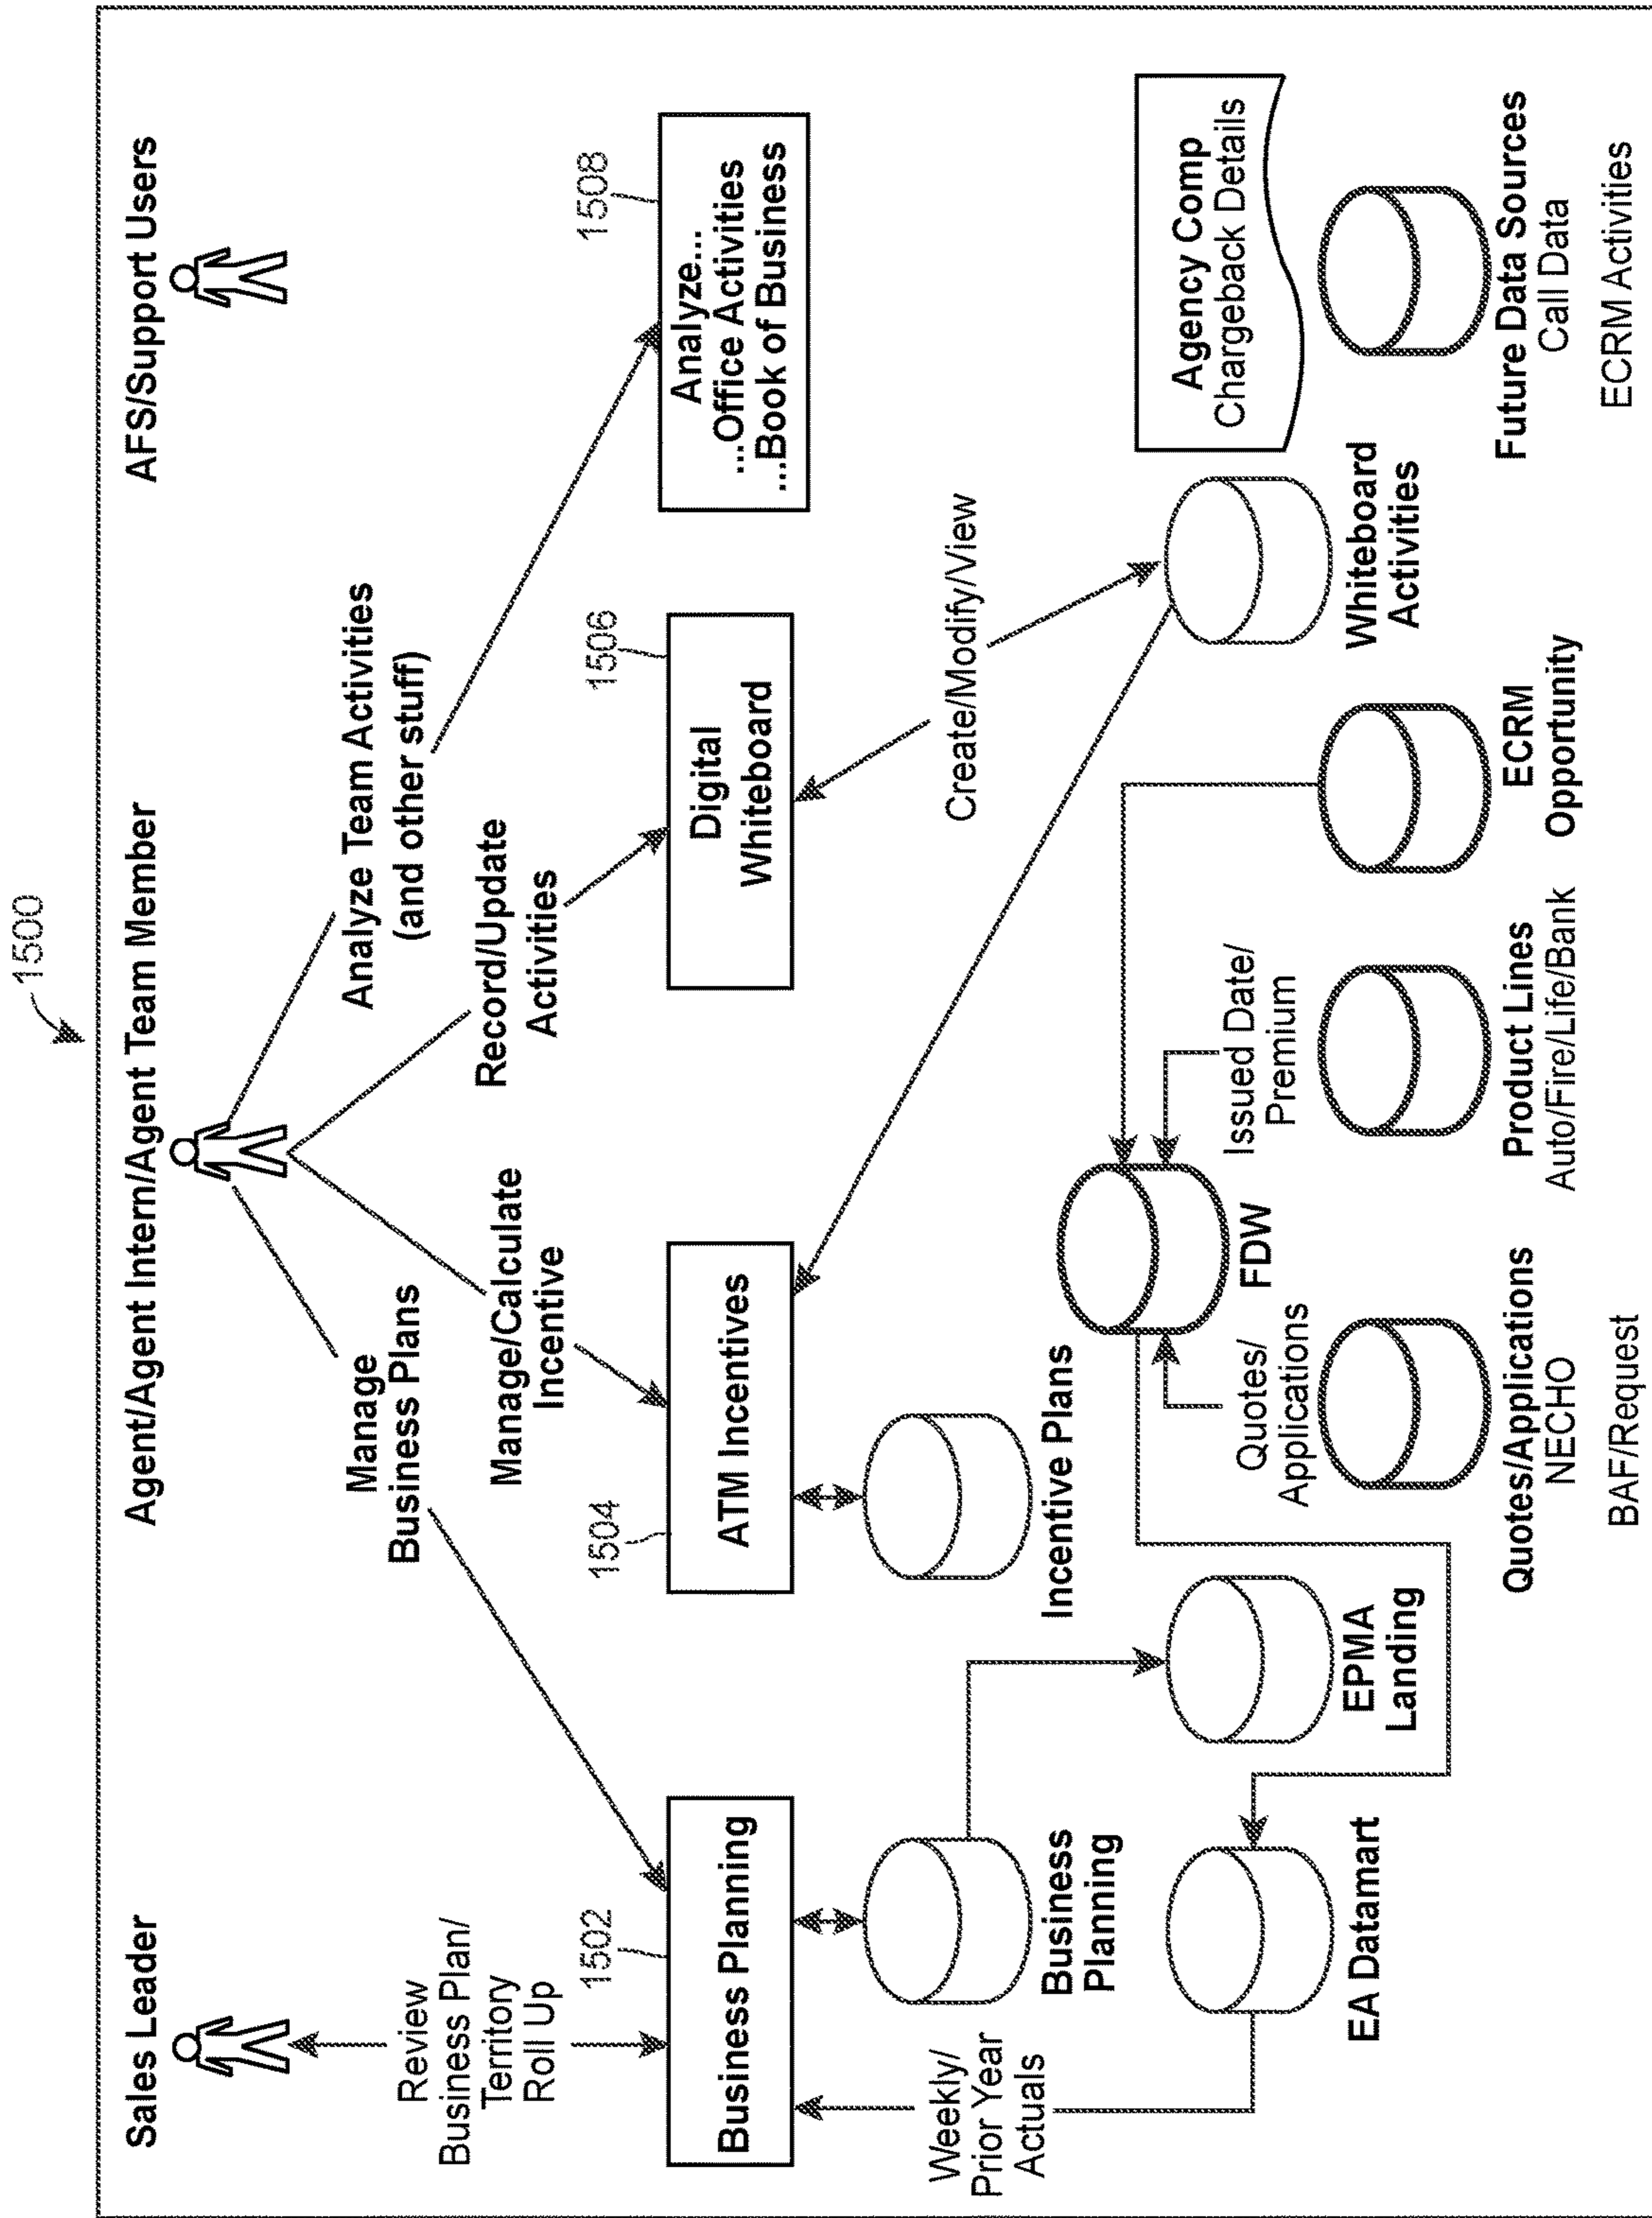 1500
Sales Leader
Agent/Agent Intern/Agent Team Member
AFS/Support Users
Review
Business Plan/
Territory
Roll Up
Manage
Business Plans
Manage/Calculate
Incentive
Record/Update
Activities
Analyze Team Activities
(and other stuff)
1502
Business Planning
1504
ATM Incentives
1506
Digital
Whiteboard
1508
Analyze...
...Office Activities
...Book of Business
Weekly/
Prior Year
Actuals
Business
Planning
Incentive Plans
Create/Modify/View
EA Datamart
EPMA
Landing
Quotes/
Applications
FDW
Issued Date/
Premium
Whiteboard
Activities
Agency Comp
Chargeback Details
Quotes/Applications
NECHO
BAF/Request
Product Lines
Auto/Fire/Life/Bank
ECRM
Opportunity
Future Data Sources
Call Data
ECRM Activities